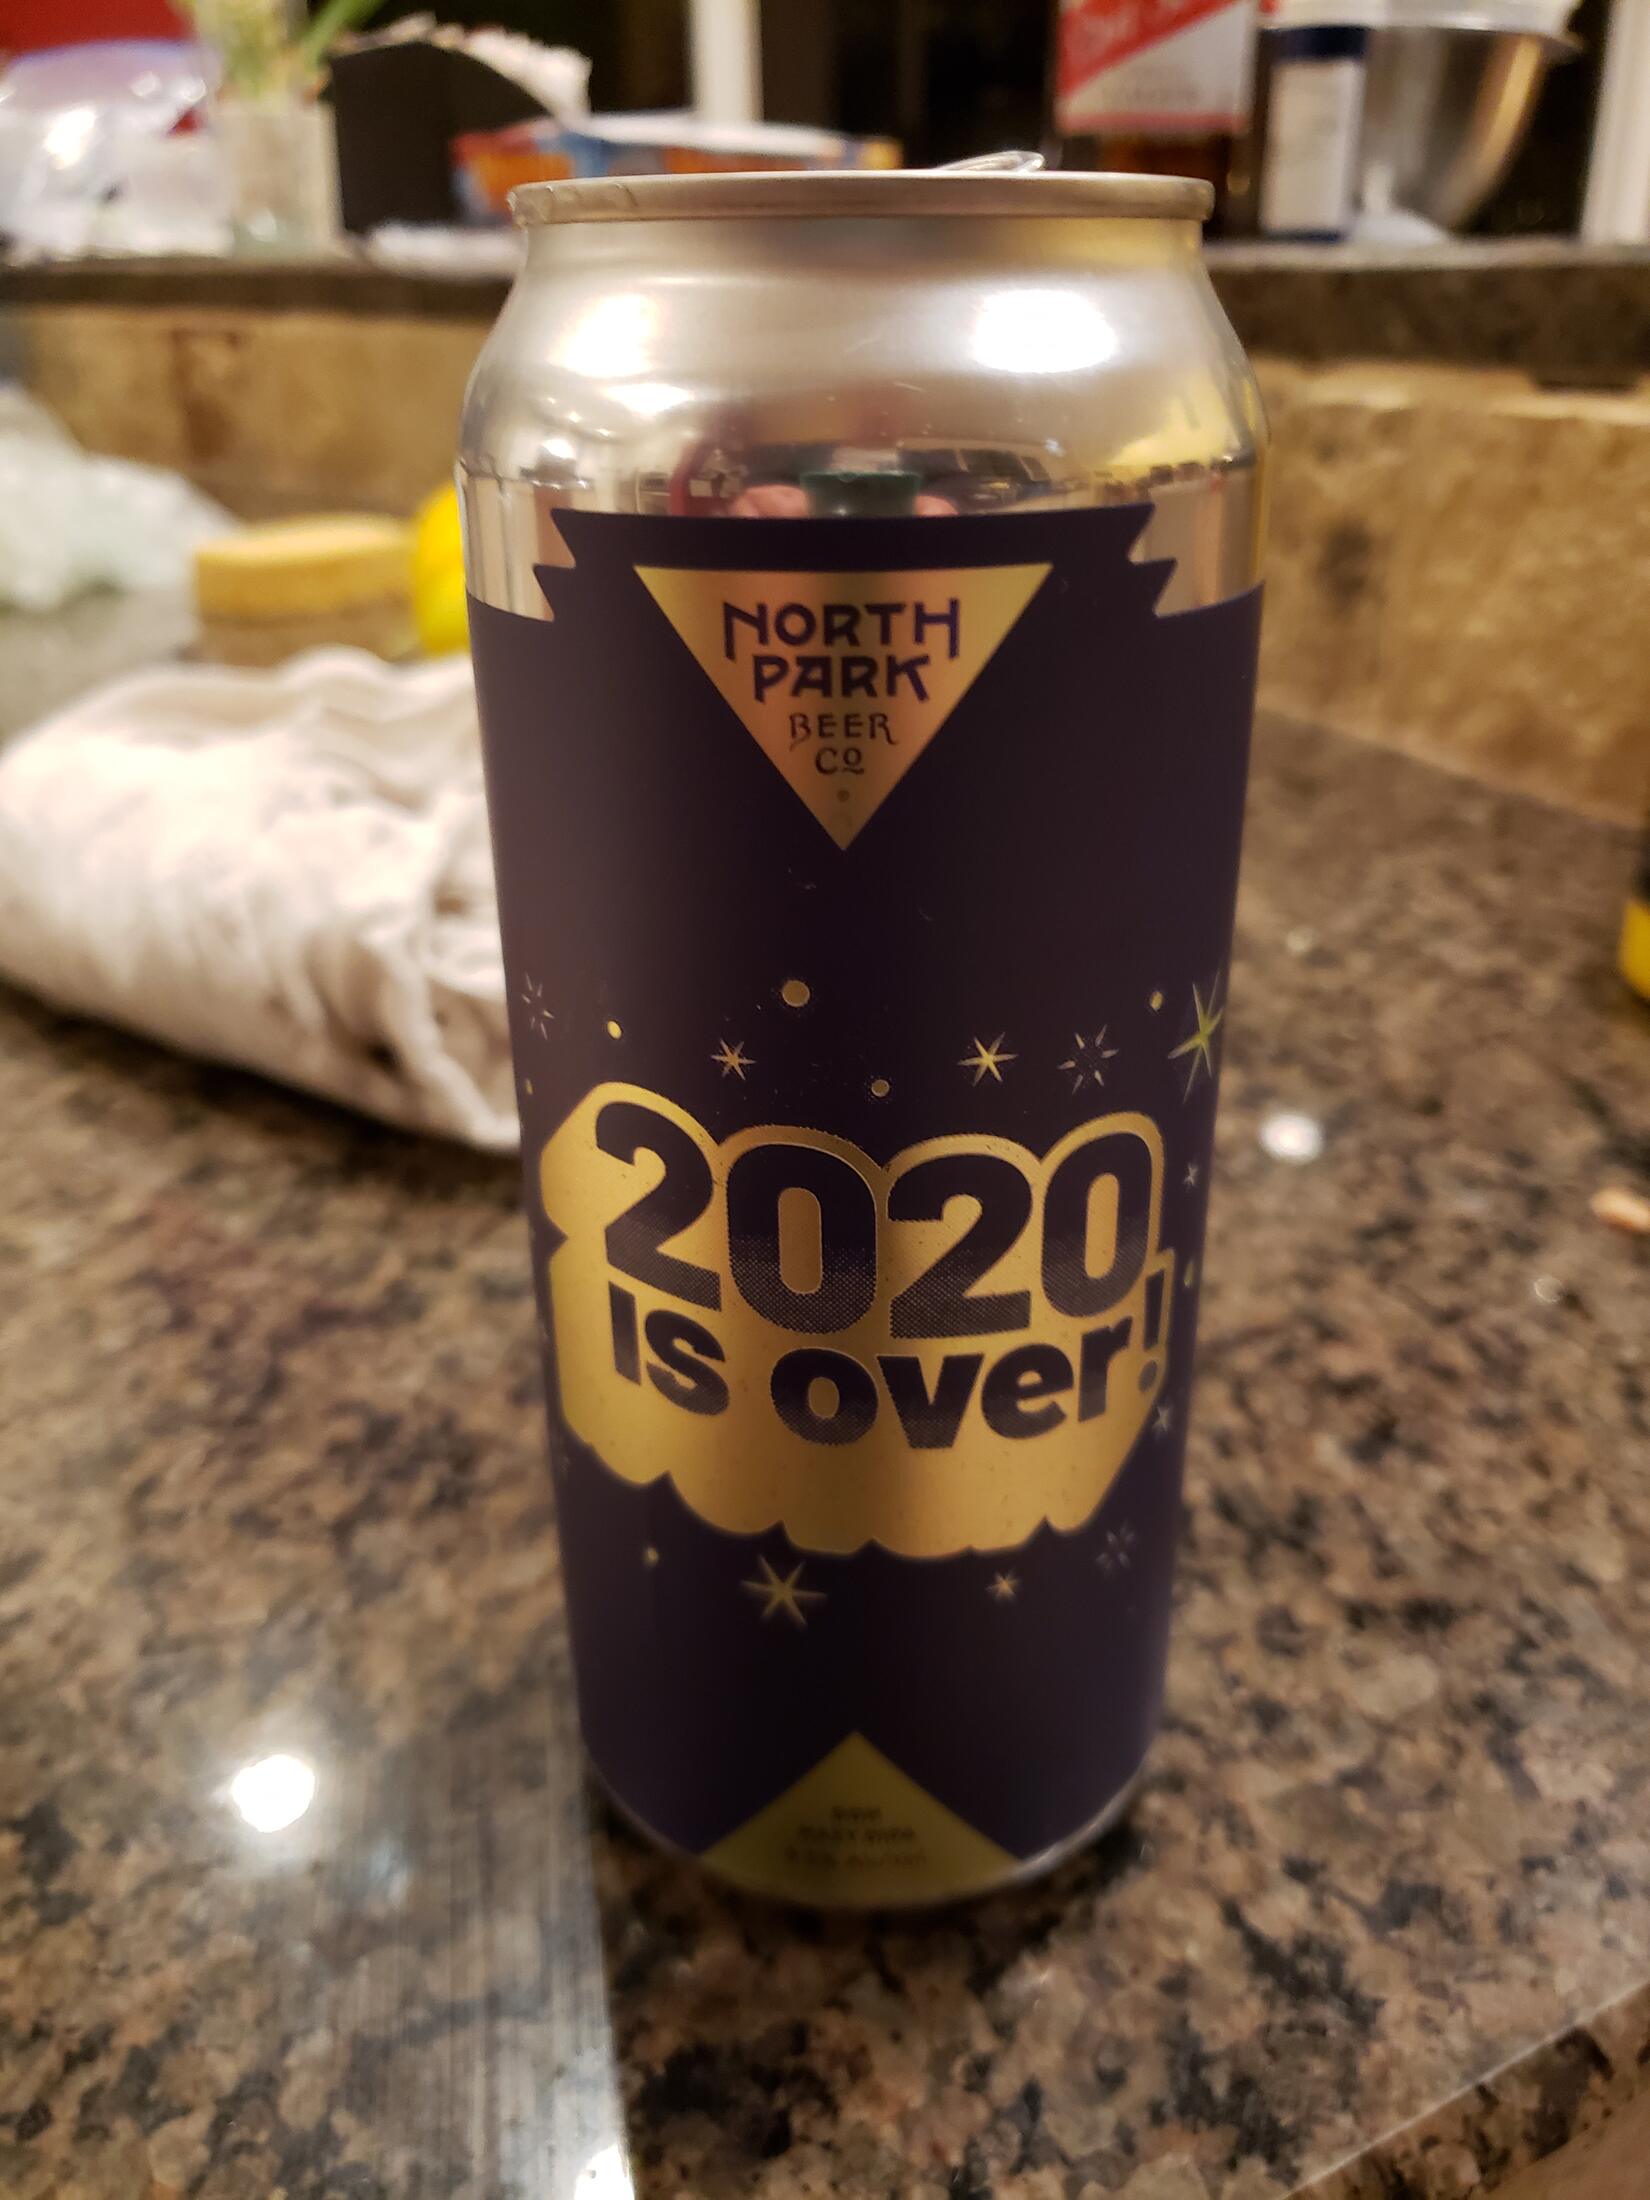 NORTH
PARK
BEER
Co
2020
is over!